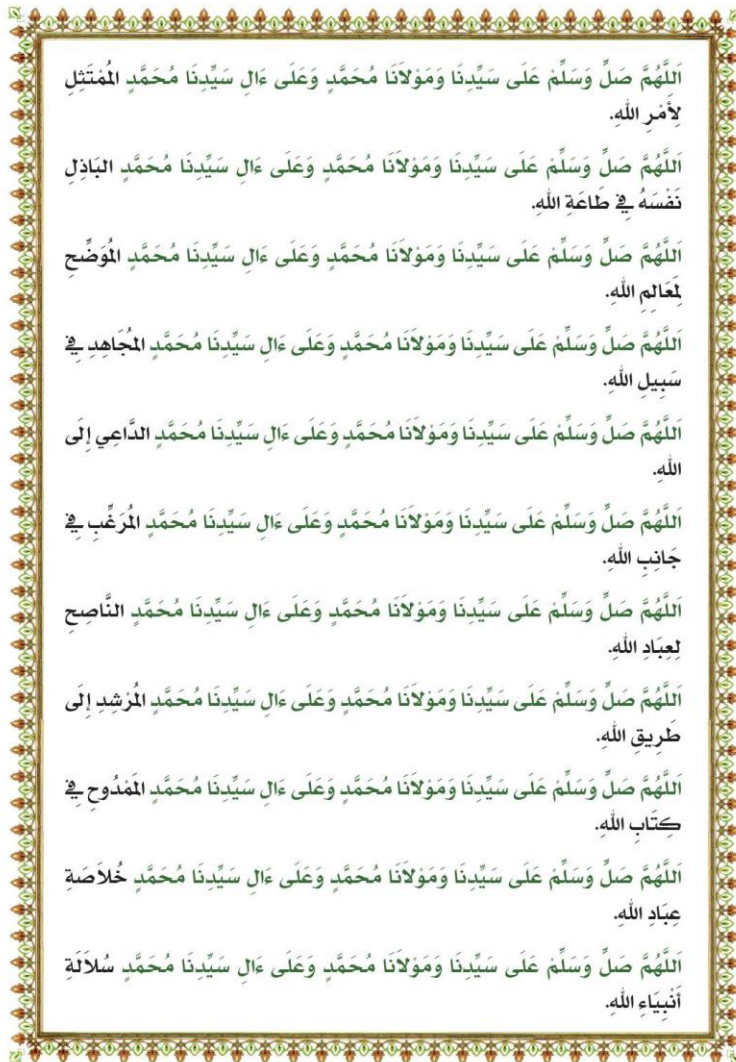 اَللَّهُمَّ صَلِّ وَسَلِّمْ عَلَى سَيِّدِنَا وَمَوْلَانَا مُحَمَّدٍ وَعَلَى ءَالِ سَيِّدِنَا مُحَمَّدٍ المُمْتَثِلِ
لِأَمْرِ اللهِ.
اَللَّهُمَّ صَلِّ وَسَلِّمْ عَلَى سَيِّدِنَا وَمَوْلَانَا مُحَمَّدٍ وَعَلَى ءَالِ سَيِّدِنَا مُحَمَّدٍ البَاذِلِ
نَفْسَهُ فِي طَاعَةِ اللهِ.
اَللَّهُمَّ صَلِّ وَسَلِّمْ عَلَى سَيِّدِنَا وَمَوْلَانَا مُحَمَّدٍ وَعَلَى ءَالِ سَيِّدِنَا مُحَمَّدٍ المُوَضِّحِ
لِمَعَالِمِ اللهِ.
اَللَّهُمَّ صَلِّ وَسَلِّمْ عَلَى سَيِّدِنَا وَمَوْلَانَا مُحَمَّدٍ وَعَلَى ءَالِ سَيِّدِنَا مُحَمَّدٍ المُجَاهِدِ فِي
سَبِيلِ اللهِ.
اَللَّهُمَّ صَلِّ وَسَلِّمْ عَلَى سَيِّدِنَا وَمَوْلَانَا مُحَمَّدٍ وَعَلَى ءَالِ سَيِّدِنَا مُحَمَّدٍ الدَّاعِي إِلَى
اللهِ.
اَللَّهُمَّ صَلِّ وَسَلِّمْ عَلَى سَيِّدِنَا وَمَوْلَانَا مُحَمَّدٍ وَعَلَى ءَالِ سَيِّدِنَا مُحَمَّدٍ المُرَغِّبِ فِي
جَانِبِ اللهِ.
اَللَّهُمَّ صَلِّ وَسَلِّمْ عَلَى سَيِّدِنَا وَمَوْلَانَا مُحَمَّدٍ وَعَلَى ءَالِ سَيِّدِنَا مُحَمَّدٍ النَّاصِحِ
لِعِبَادِ اللهِ.
اَللَّهُمَّ صَلِّ وَسَلِّمْ عَلَى سَيِّدِنَا وَمَوْلَانَا مُحَمَّدٍ وَعَلَى ءَالِ سَيِّدِنَا مُحَمَّدٍ المُرْشِدِ إِلَى
طَرِيقِ اللهِ.
اَللَّهُمَّ صَلِّ وَسَلِّمْ عَلَى سَيِّدِنَا وَمَوْلَانَا مُحَمَّدٍ وَعَلَى ءَالِ سَيِّدِنَا مُحَمَّدٍ المَمْدُوحِ فِي
كِتَابِ اللهِ.
اَللَّهُمَّ صَلِّ وَسَلِّمْ عَلَى سَيِّدِنَا وَمَوْلَانَا مُحَمَّدٍ وَعَلَى ءَالِ سَيِّدِنَا مُحَمَّدٍ خُلَاصَةِ
عِبَادِ اللهِ.
اَللَّهُمَّ صَلِّ وَسَلِّمْ عَلَى سَيِّدِنَا وَمَوْلَانَا مُحَمَّدٍ وَعَلَى ءَالِ سَيِّدِنَا مُحَمَّدٍ سُلَالَةِ
أَنْبِيَاءِ اللهِ.